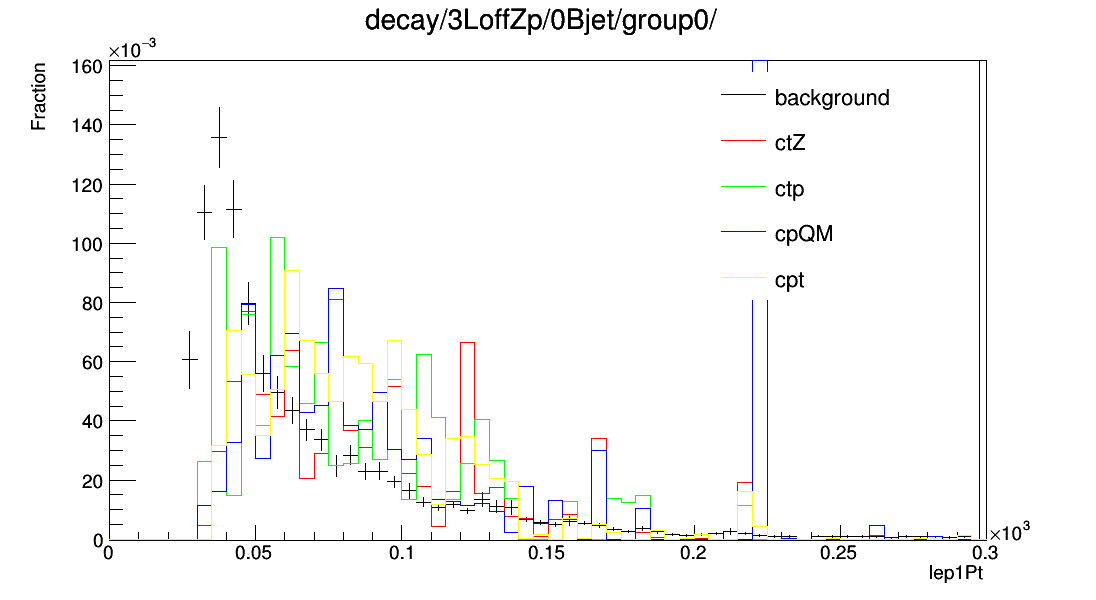 decay/3LoffZp/0Bjet/group0/
×10⁻³
160
Fraction
140
120
100
80
60
40
20
0
background
ctZ
ctp
cpQM
cpt
0 0.05 0.1 0.15 0.2 0.25 0.3
×10³
lep1Pt